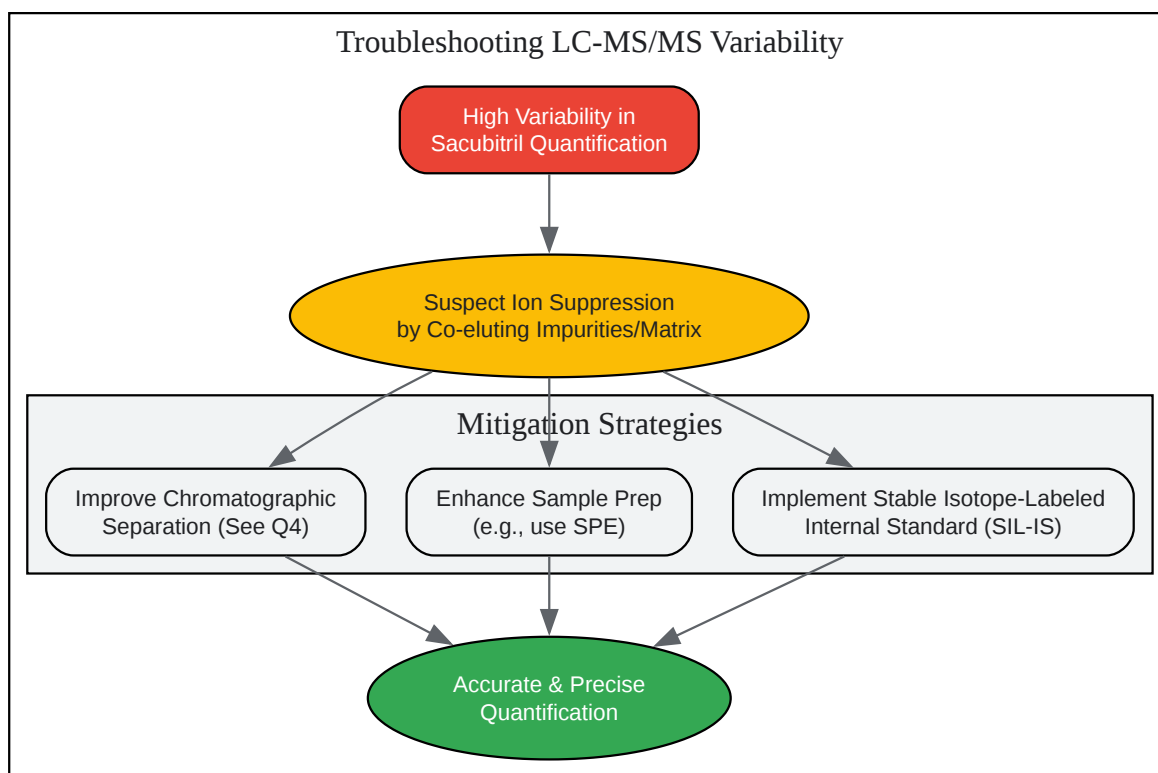 Troubleshooting LC-MS/MS Variability
High Variability in
Sacubitril Quantification
Suspect Ion Suppression
by Co-eluting Impurities/Matrix
Mitigation Strategies
Improve Chromatographic
Separation (See Q4)
Enhance Sample Prep
(e.g., use SPE)
Implement Stable Isotope-Labeled
Internal Standard (SIL-IS)
Accurate & Precise
Quantification